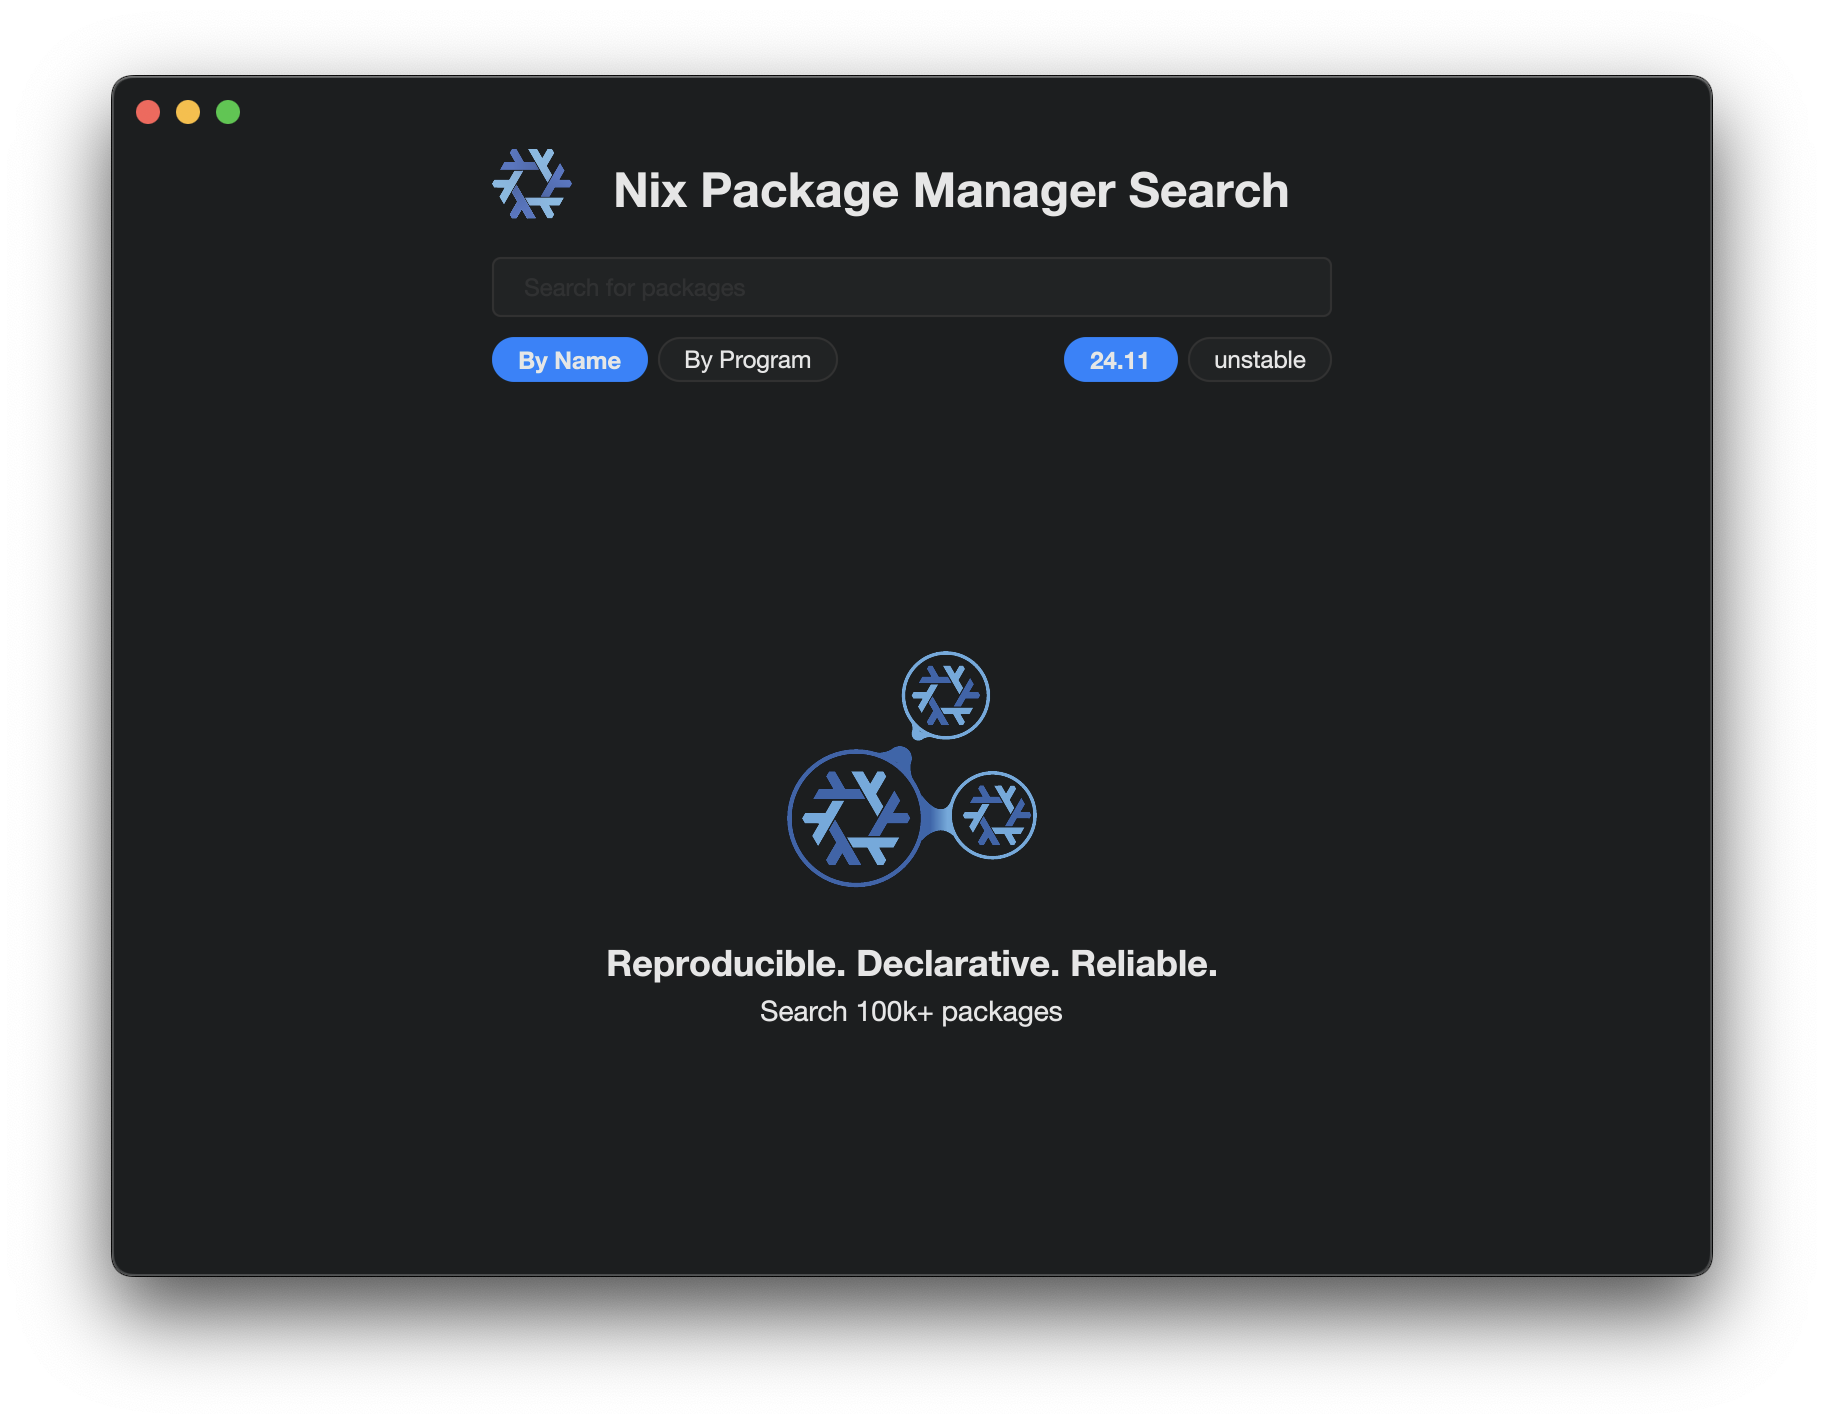 Nix Package Manager Search
Search for packages
By Name By Program 24.11 unstable
Reproducible. Declarative. Reliable.
Search 100k+ packages